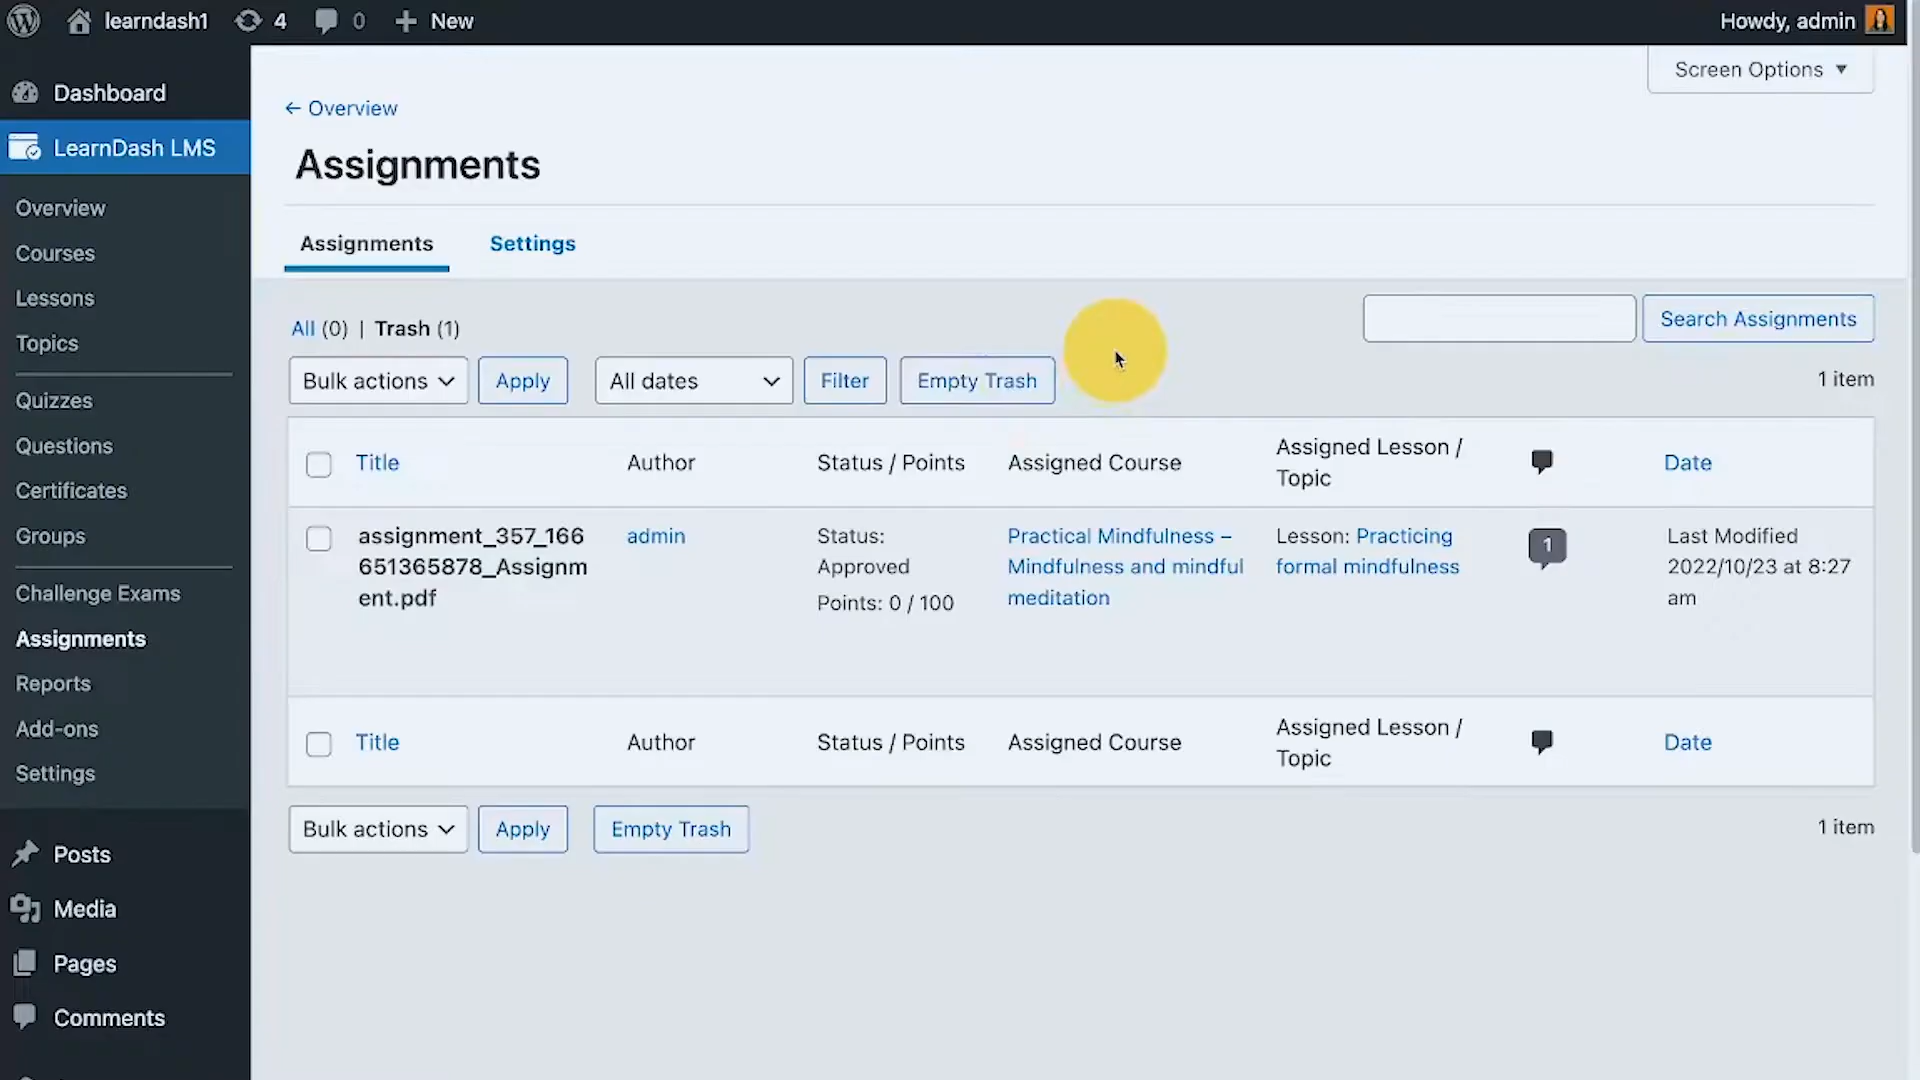 learndash1 4 0 New Howdy, admin
Screen Options ▼
Dashboard
LearnDash LMS
Overview
Courses
Lessons
Topics
Quizzes
Questions
Certificates
Groups
Challenge Exams
Assignments
Reports
Add-ons
Settings
Posts
Media
Pages
Comments
← Overview
Assignments
Assignments Settings
All (0) | Trash (1)
Search Assignments
Bulk actions Apply All dates Filter Empty Trash 1 item
Title Author Status / Points Assigned Course Assigned Lesson / Topic Date
assignment_357_166
651365878_Assignm
ent.pdf
admin
Status:
Approved
Points: 0 / 100
Practical Mindfulness –
Mindfulness and mindful
meditation
Lesson: Practicing
formal mindfulness
1
Last Modified
2022/10/23 at 8:27
am
Title Author Status / Points Assigned Course Assigned Lesson / Topic Date
Bulk actions Apply Empty Trash 1 item